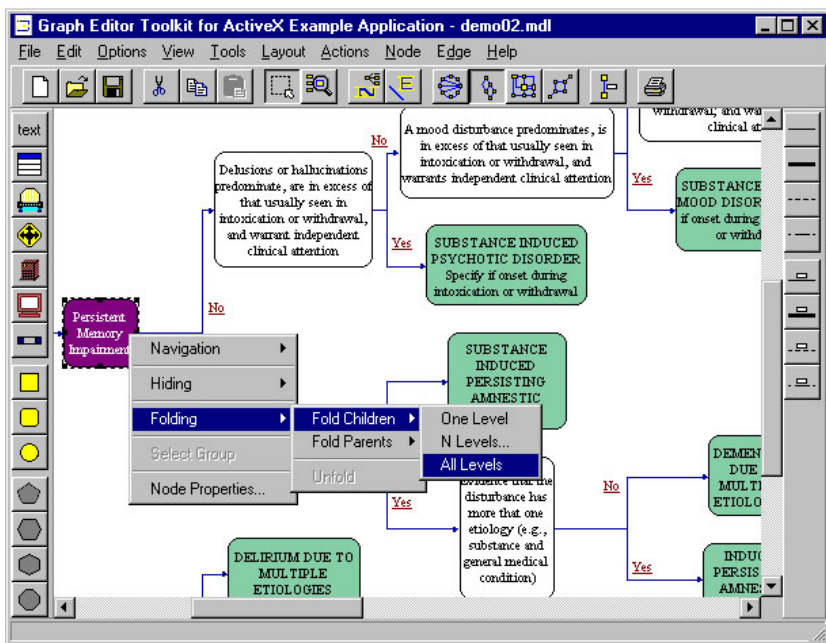 Graph Editor Toolkit for ActiveX Example Application - demo02.mdl
File Edit Options View Tools Layout Actions Node Edge Help
text
withdrawal, and wa
clinical at
A mood disturbance predominates, is
in excess of that usually seen in
intoxication or withdrawal, and
warrants independent clinical attention
No
Yes
Delusions or hallucinations
predominate, are in excess of
that usually seen in
intoxication or withdrawal,
and warrant independent
clinical attention
SUBSTANCE
MOOD DISOR
if onset during
or withd
Yes
SUBSTANCE INDUCED
PSYCHOTIC DISORDER
Specify if onset during
intoxication or withdrawal
No
Persistent
Memory
Impairment
Navigation
Hiding
Folding
Select Group
Node Properties...
Fold Children
Fold Parents
Unfold
One Level
N Levels...
All Levels
SUBSTANCE
INDUCED
PERSISTING
AMNESTIC
Yes
Evidence that the
disturbance has
more that one
etiology (e.g.,
substance and
general medical
condition)
No
DEMEN
DUE
MULT
ETIOLO
Yes
INDUC
PERSIS
AMNE
DELIRIUM DUE TO
MULTIPLE
ETIOLOGIES